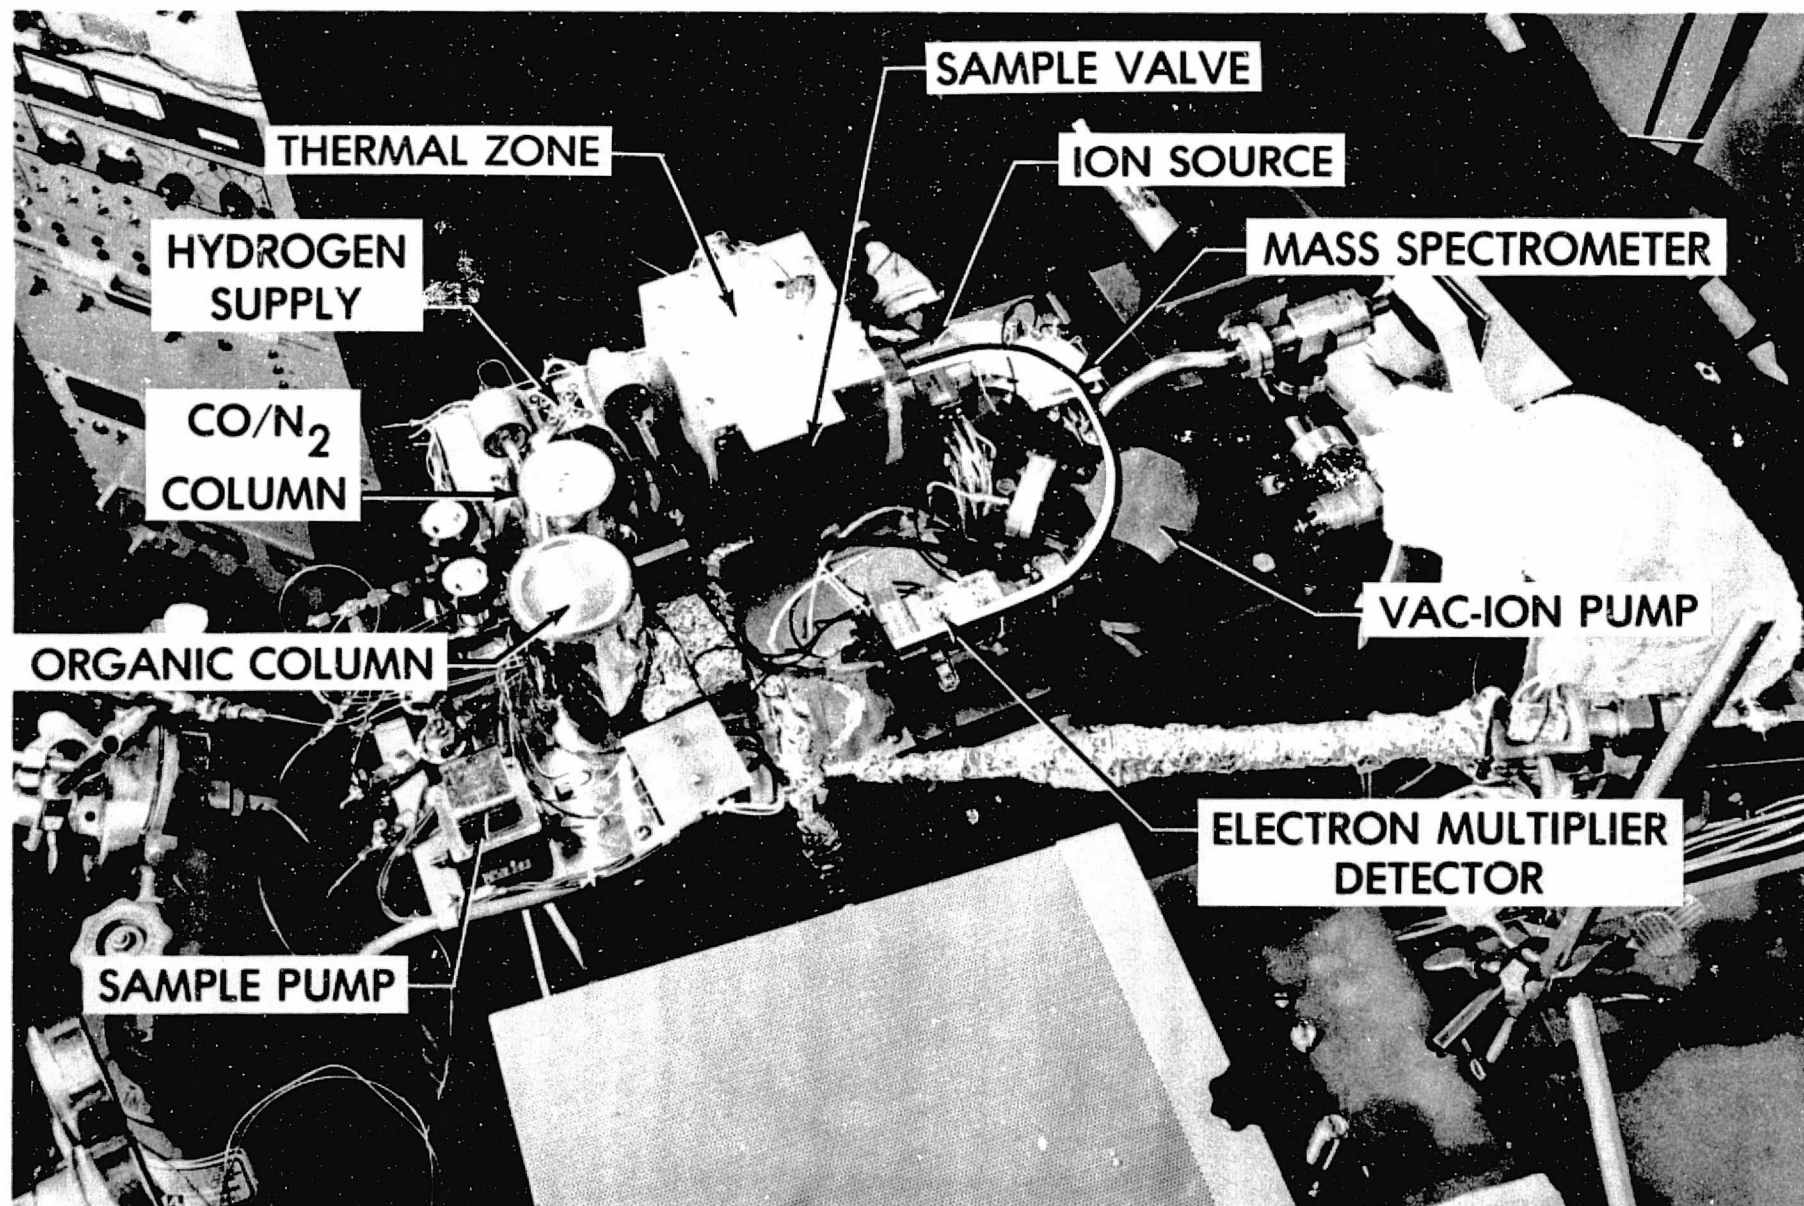 SAMPLE VALVE
THERMAL ZONE
ION SOURCE
HYDROGEN
SUPPLY
MASS SPECTROMETER
CO/N₂
COLUMN
VAC-ION PUMP
ORGANIC COLUMN
ELECTRON MULTIPLIER
DETECTOR
SAMPLE PUMP